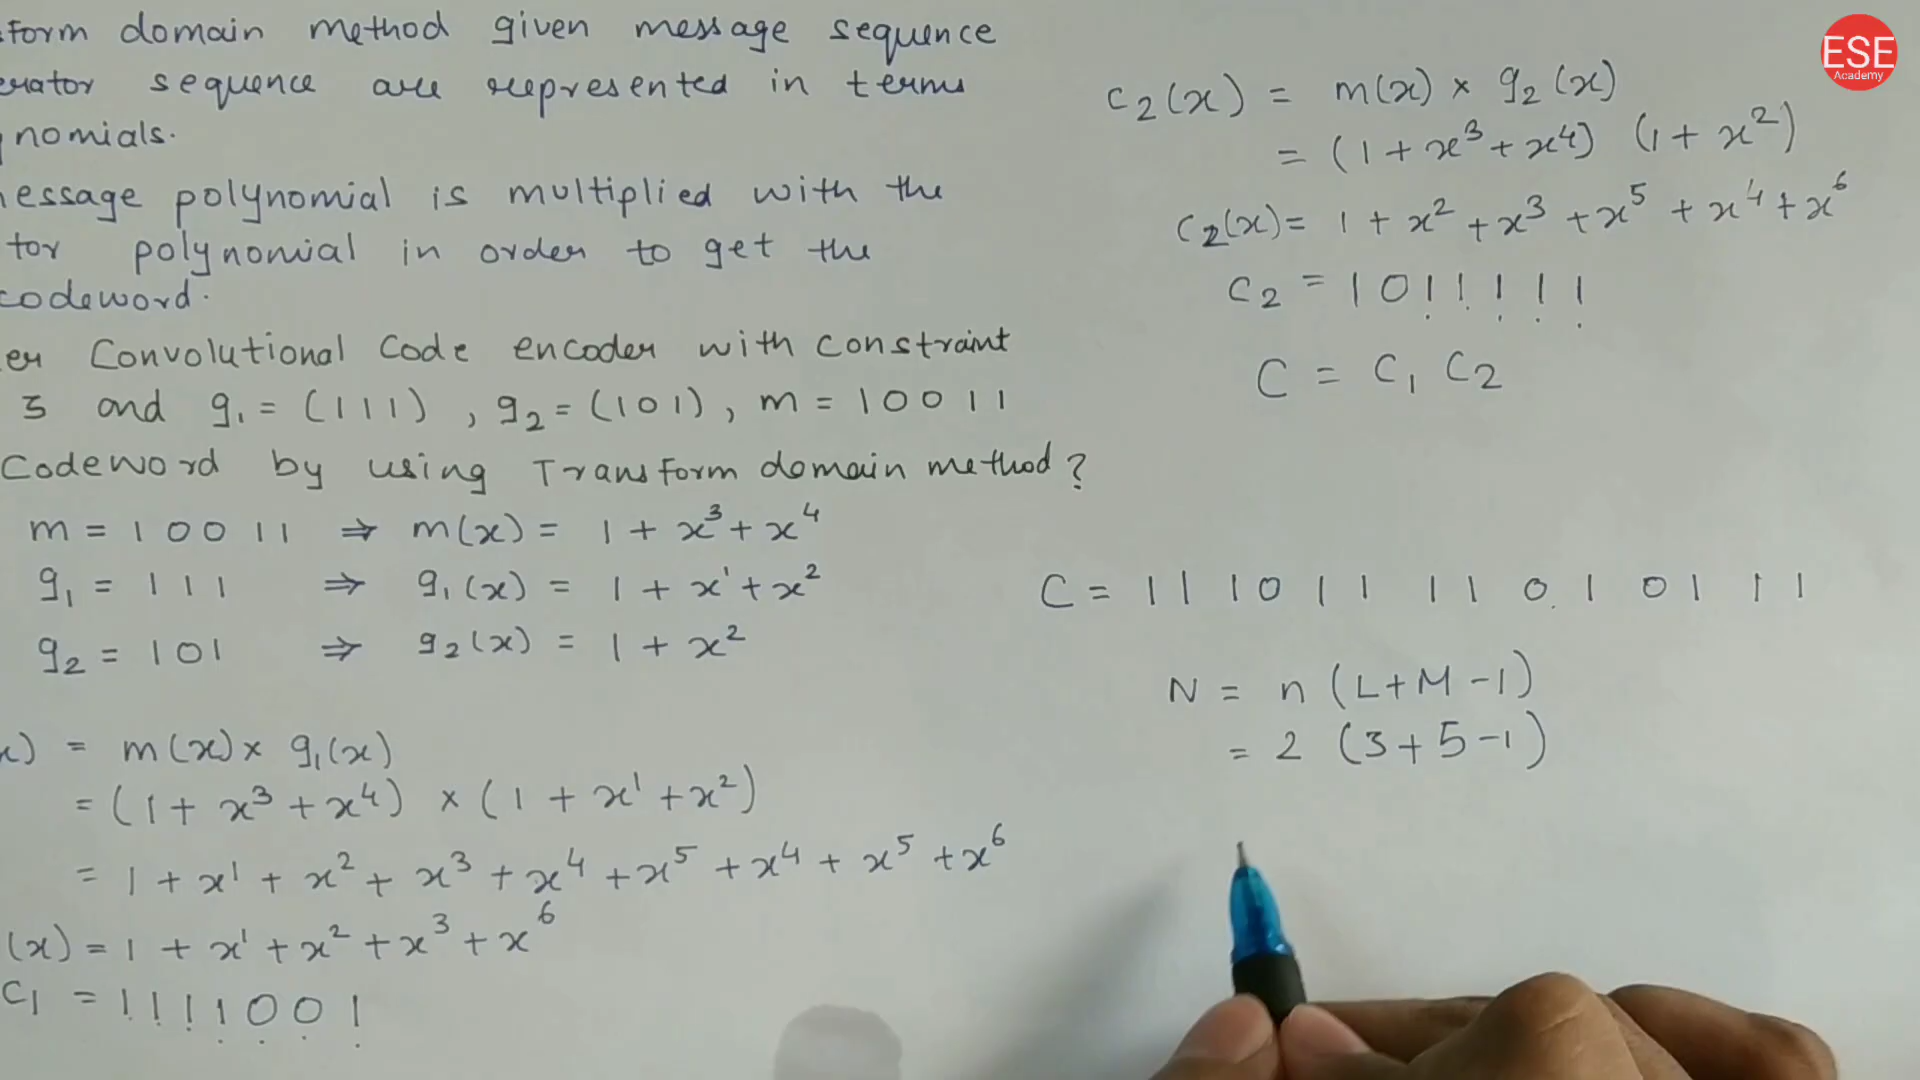 form domain method given message sequence
erator sequence are represented in terms
nomials.
essage polynomial is multiplied with the
tor polynomial in order to get the
codeword.
er Convolutional Code encoder with constraint
3 and g₁ = (111), g₂ = (101), m = 10011
Codeword by using Transform domain method?
m = 10011 ⇒ m(x) = 1 + x³ + x⁴
g₁ = 111 ⇒ g₁(x) = 1 + x¹ + x²
g₂ = 101 ⇒ g₂(x) = 1 + x²
x) = m(x) × g₁(x)
= (1 + x³ + x⁴) × (1 + x¹ + x²)
= 1 + x¹ + x² + x³ + x⁴ + x⁵ + x⁴ + x⁵ + x⁶
(x) = 1 + x¹ + x² + x³ + x⁶
C₁ = 1111001
C₂(x) = m(x) × g₂(x)
= (1 + x³ + x⁴) (1 + x²)
C₂(x) = 1 + x² + x³ + x⁵ + x⁴ + x⁶
C₂ = 1011111
C = C₁ C₂
C = 11 10 11 11 01 01 11
N = n (L+M-1)
= 2 (3+5-1)
ESE
Academy